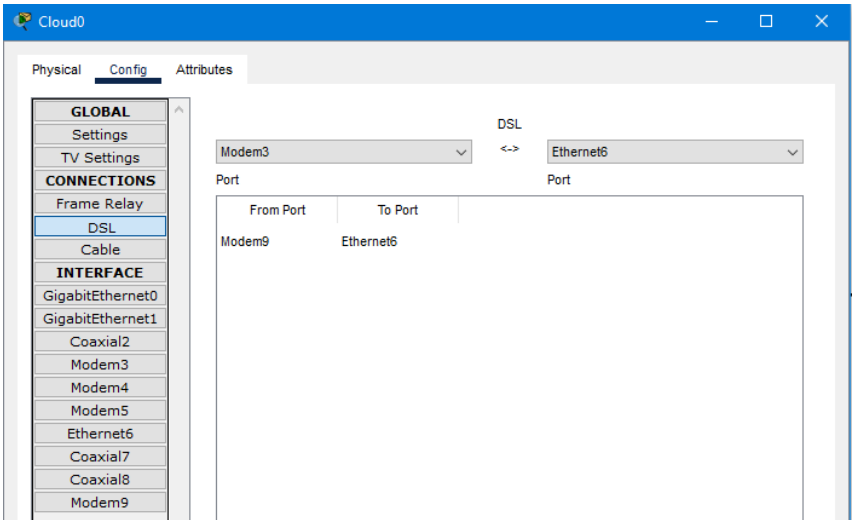 Cloud0
Physical Config Attributes
GLOBAL
Settings
TV Settings
CONNECTIONS
Frame Relay
DSL
Cable
INTERFACE
GigabitEthernet0
GigabitEthernet1
Coaxial2
Modem3
Modem4
Modem5
Ethernet6
Coaxial7
Coaxial8
Modem9
DSL
Modem3 <-> Ethernet6
Port Port
From Port To Port
Modem9 Ethernet6